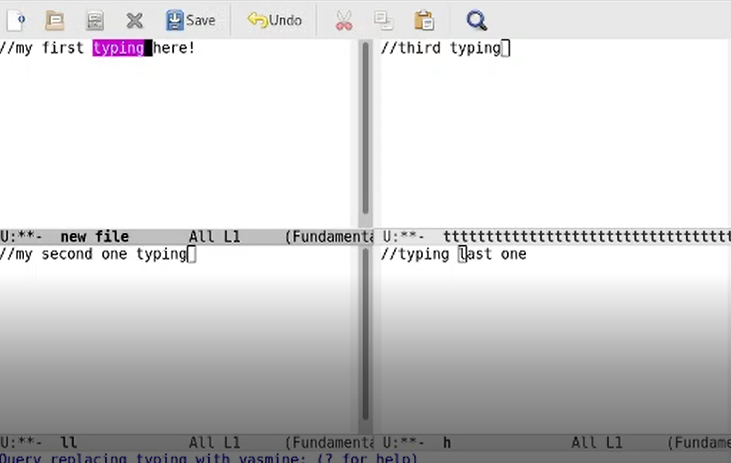 Save Undo
//my first typing here!
U:**- new file All L1 (Fundamenta
//third typing
U:**- tttttttttttttttttttttttttttttttttt
//my second one typing
U:**- ll All L1 (Fundamenta
//typing last one
U:**- h All L1 (Fundame
Query replacing typing with yasmine: (? for help)